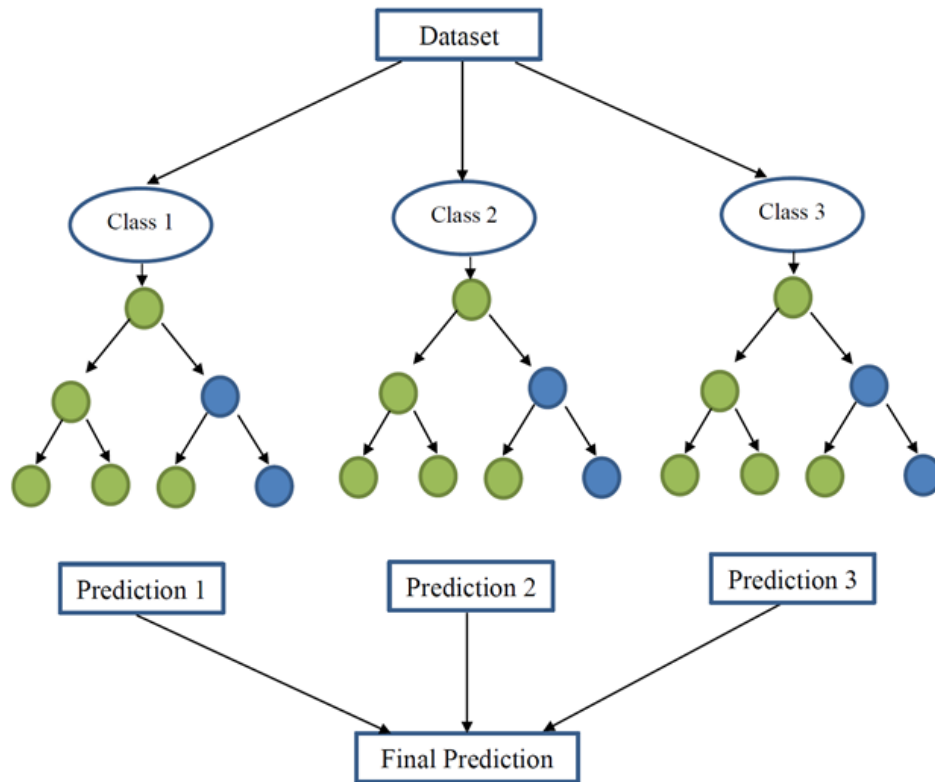 Dataset
Class 1
Class 2
Class 3
Prediction 1
Prediction 2
Prediction 3
Final Prediction